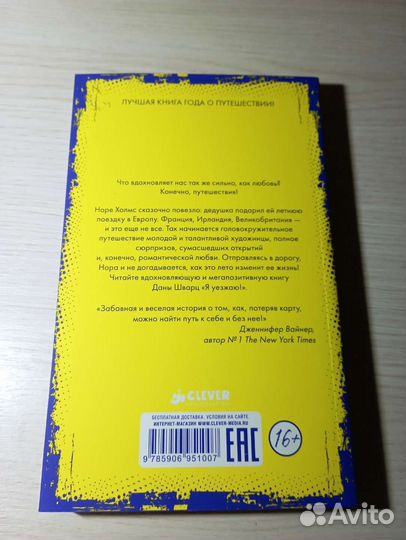 ЛУЧШАЯ КНИГА ГОДА О ПУТЕШЕСТВИИ!
Что вдохновляет нас так же сильно, как любовь?
Конечно, путешествия!
Норе Холмс сказочно повезло: дедушка подарил ей летнюю
поездку в Европу. Франция, Ирландия, Великобритания —
и это еще не все. Так начинается головокружительное
путешествие молодой и талантливой художницы, полное
сюрпризов, сумасшедших открытий
и, конечно, романтической любви. Отправляясь в дорогу,
Нора и не догадывается, как это лето изменит ее жизнь!
Читайте вдохновляющую и мегапозитивную книгу
Даны Шварц «Я уезжаю!».
«Забавная и веселая история о том, как, потеряв карту,
можно найти путь к себе и без нее!»
Дженнифер Вайнер,
автор №1 The New York Times
CLEVER
БЕСПЛАТНАЯ ДОСТАВКА. УСЛОВИЯ НА САЙТЕ.
ИНТЕРНЕТ-МАГАЗИН WWW.CLEVER-MEDIA.RU
9 785906 951007
EAC
16+
Avito